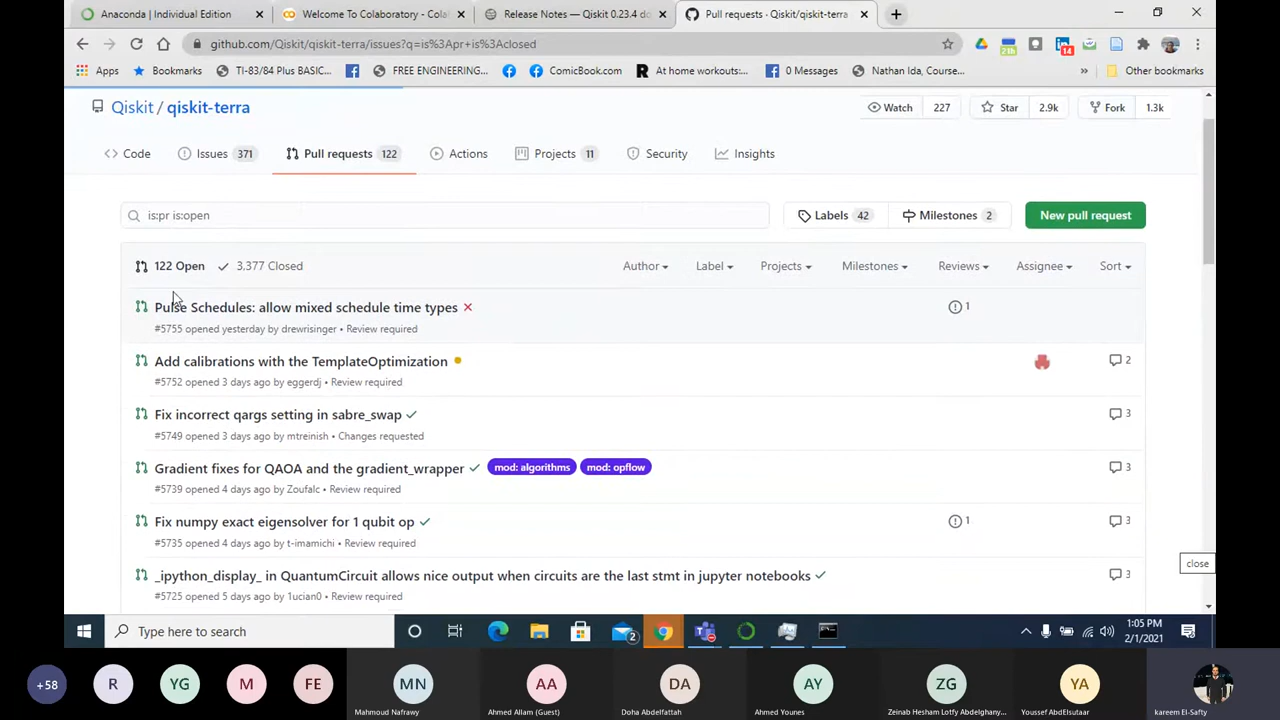 Anaconda | Individual Edition
Welcome To Colaboratory - Colal
Release Notes — Qiskit 0.23.4 do
Pull requests · Qiskit/qiskit-terra
github.com/Qiskit/qiskit-terra/issues?q=is%3Apr+is%3Aclosed
21h
14
Apps
Bookmarks
TI-83/84 Plus BASIC...
FREE ENGINEERING...
ComicBook.com
At home workouts:...
0 Messages
Nathan Ida, Course...
»
Other bookmarks
Qiskit / qiskit-terra
Watch 227
Star 2.9k
Fork 1.3k
Code
Issues 371
Pull requests 122
Actions
Projects 11
Security
Insights
is:pr is:open
Labels 42
Milestones 2
New pull request
122 Open
3,377 Closed
Author
Label
Projects
Milestones
Reviews
Assignee
Sort
Pulse Schedules: allow mixed schedule time types
1
#5755 opened yesterday by drewrisinger • Review required
Add calibrations with the TemplateOptimization
2
#5752 opened 3 days ago by eggerdj • Review required
Fix incorrect qargs setting in sabre_swap
3
#5749 opened 3 days ago by mtreinish • Changes requested
Gradient fixes for QAOA and the gradient_wrapper
mod: algorithms
mod: opflow
3
#5739 opened 4 days ago by Zoufalc • Review required
Fix numpy exact eigensolver for 1 qubit op
1
3
#5735 opened 4 days ago by t-imamichi • Review required
close
_ipython_display_ in QuantumCircuit allows nice output when circuits are the last stmt in jupyter notebooks
3
#5725 opened 5 days ago by 1ucian0 • Review required
Type here to search
2
1:05 PM
2/1/2021
+58
R
YG
M
FE
MN
Mahmoud Nafrawy
AA
Ahmed Allam (Guest)
DA
Doha Abdelfattah
AY
Ahmed Younes
ZG
Zeinab Hesham Lotfy Abdelghany...
YA
Youssef AbdElsutaar
kareem El-Safty